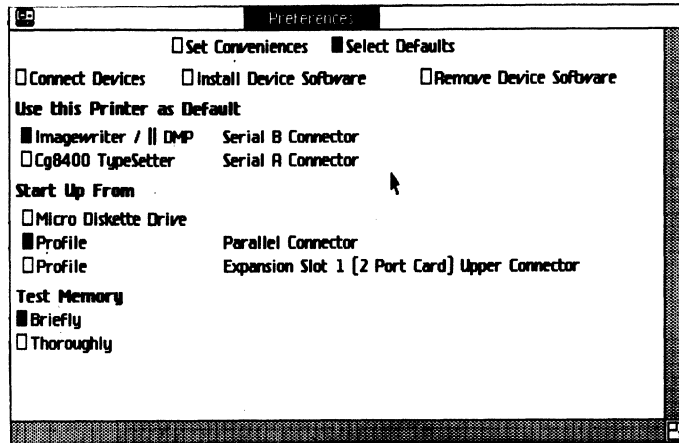 Preferences
Set Conveniences Select Defaults
Connect Devices Install Device Software Remove Device Software
Use this Printer as Default
Imagewriter / || DMP Serial B Connector
Cg8400 TypeSetter Serial A Connector
Start Up From
Micro Diskette Drive
Profile Parallel Connector
Profile Expansion Slot 1 [2 Port Card] Upper Connector
Test Memory
Briefly
Thoroughly